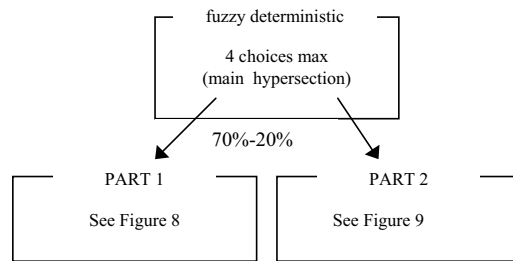 fuzzy deterministic
4 choices max
(main hypersection)
70%-20%
PART 1
PART 2
See Figure 8
See Figure 9